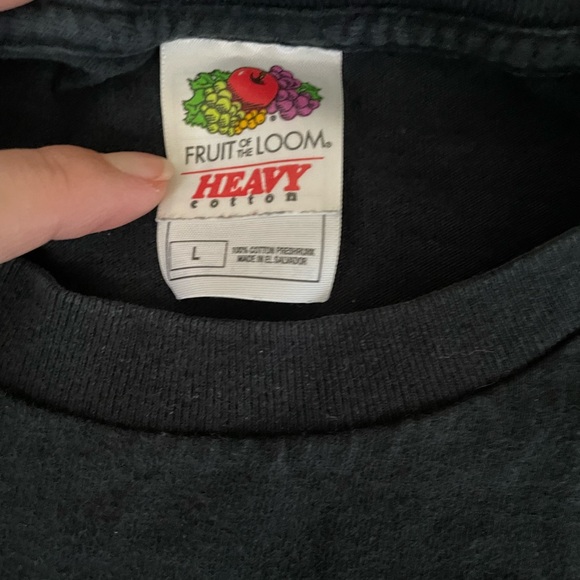 FRUIT OF THE LOOM®
HEAVY
cotton
L
100% COTTON PRESHRUNK
MADE IN EL SALVADOR